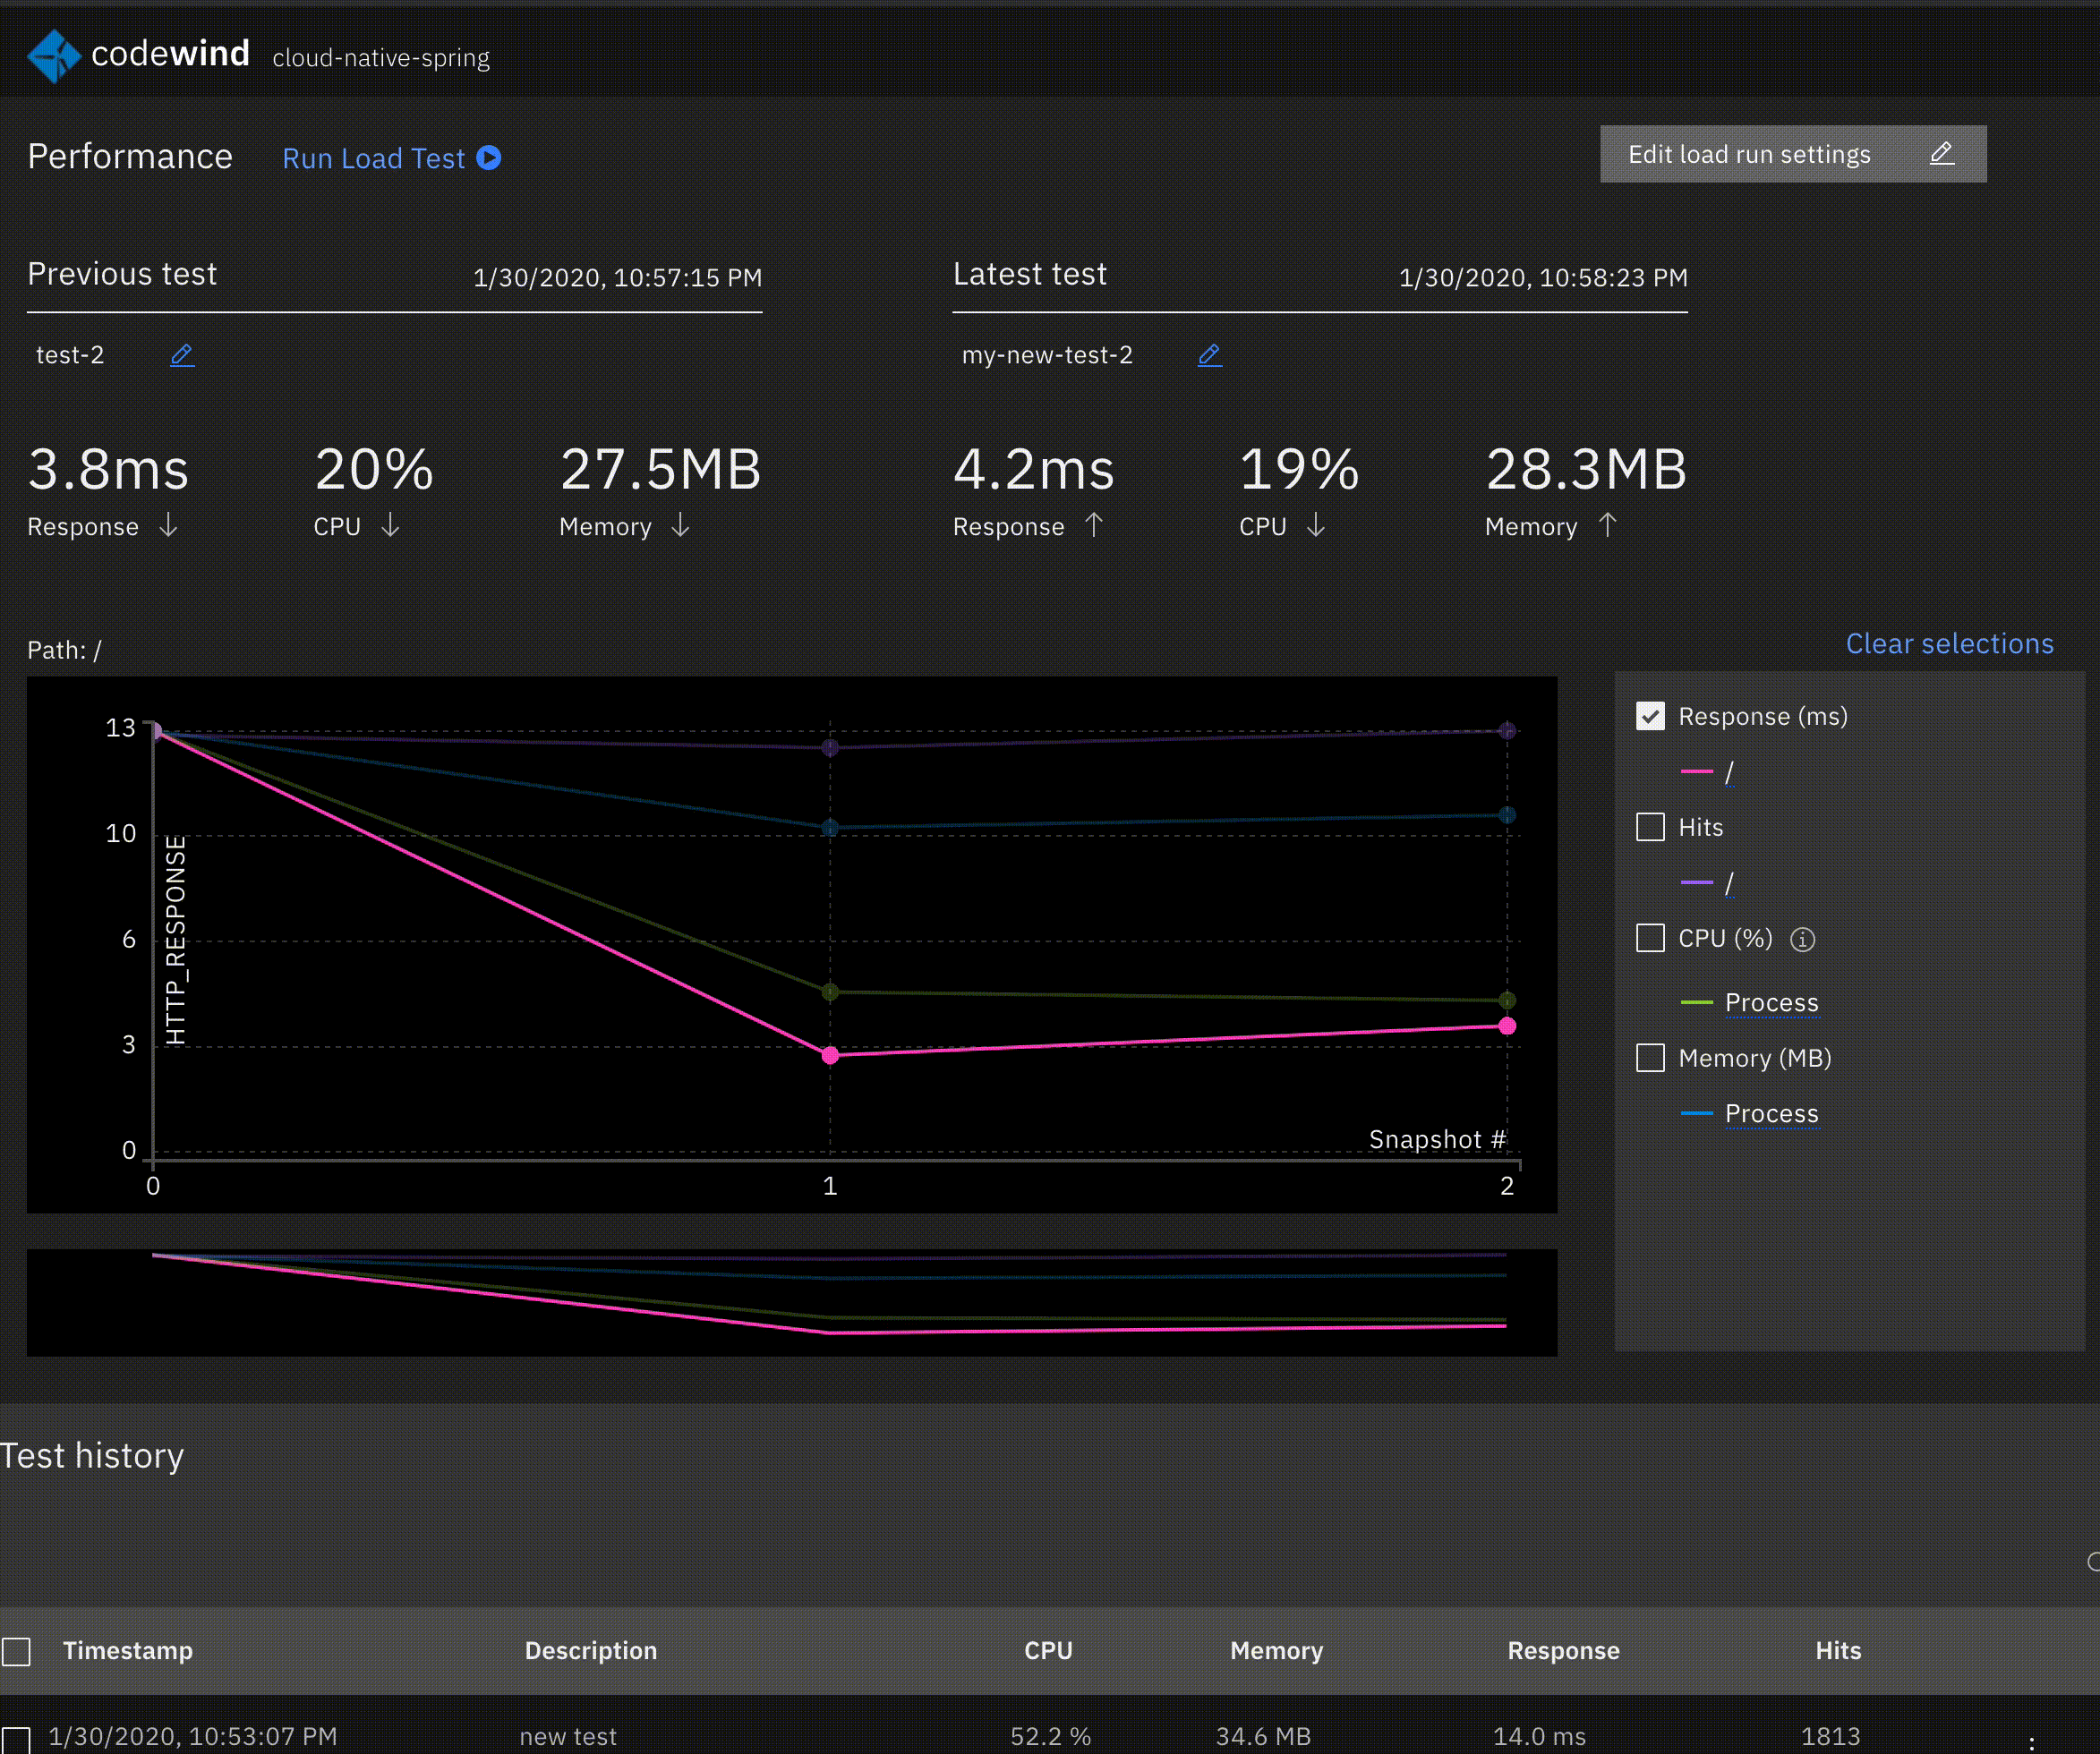 codewind cloud-native-spring
Performance Run Load Test Edit load run settings
Previous test 1/30/2020, 10:57:15 PM
test-2
3.8ms 20% 27.5MB
Response CPU Memory
Latest test 1/30/2020, 10:58:23 PM
my-new-test-2
4.2ms 19% 28.3MB
Response CPU Memory
Path: /
Clear selections
13
10
6
3
0
HTTP_RESPONSE
Snapshot #
0 1 2
Response (ms)
/
Hits
/
CPU (%)
Process
Memory (MB)
Process
Test history
Timestamp Description CPU Memory Response Hits
1/30/2020, 10:53:07 PM new test 52.2 % 34.6 MB 14.0 ms 1813